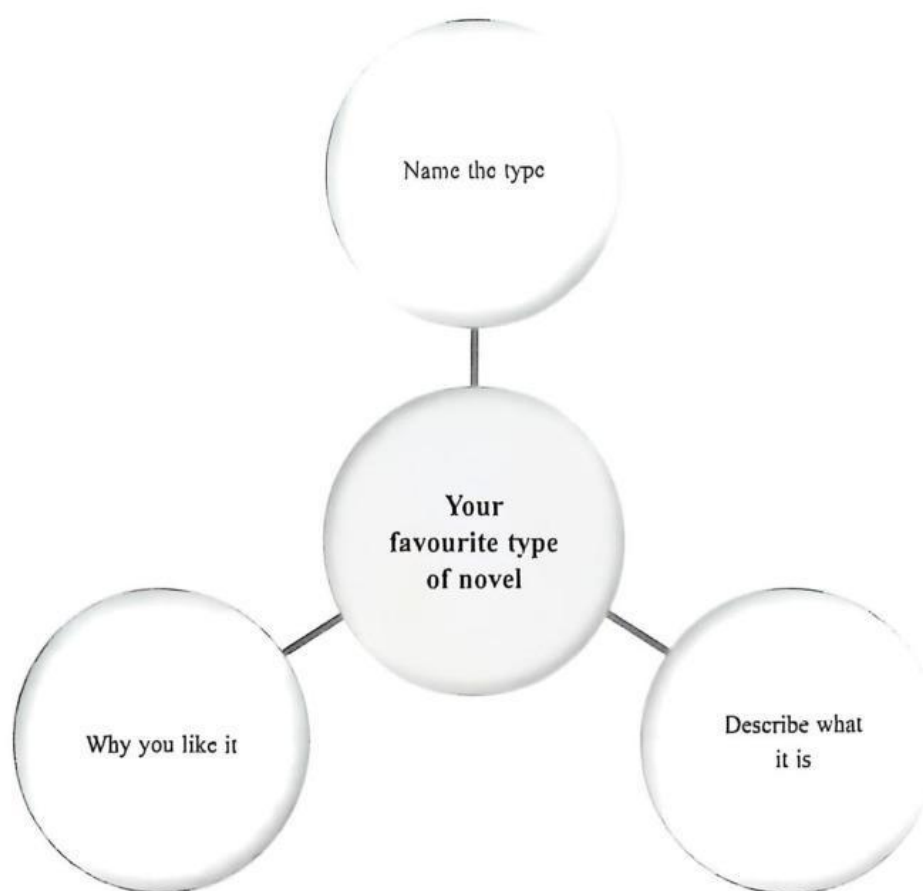 Name the type
Your
favourite type
of novel
Why you like it
Describe what
it is